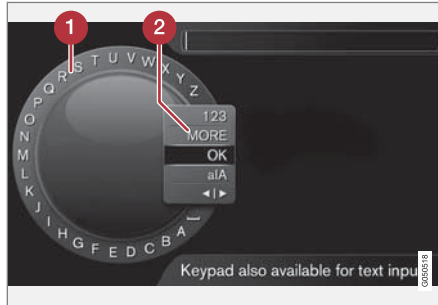 1
2
A B C D E F G H I J K L M N O P Q R S T U V W X Y Z
123
MORE
OK
a|A
◄|►
Keypad also available for text inpu
G050518